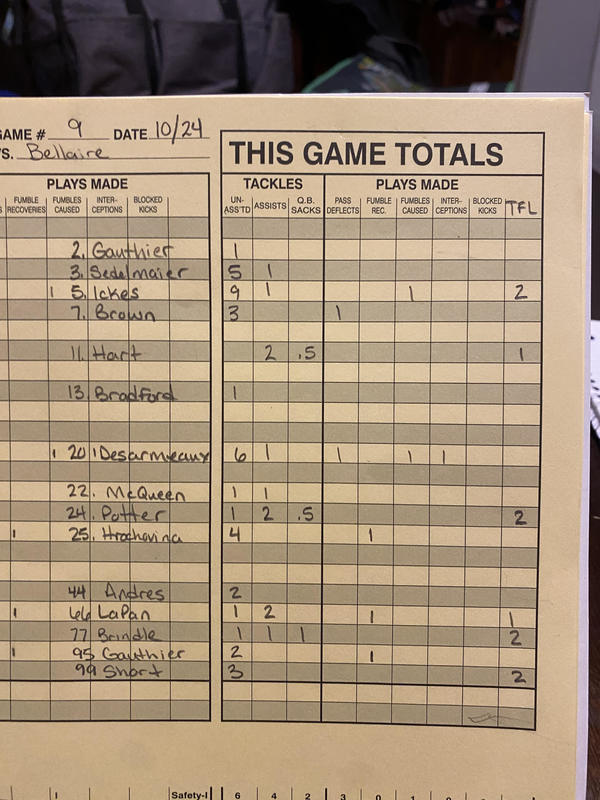 GAME # 9 DATE 10/24
VS. Bellaire
THIS GAME TOTALS
PLAYS MADE TACKLES PLAYS MADE
FUMBLE RECOVERIES FUMBLES CAUSED INTER- CEPTIONS BLOCKED KICKS UN- ASS'TD ASSISTS Q.B. SACKS PASS DEFLECTS FUMBLE REC. FUMBLES CAUSED INTER- CEPTIONS BLOCKED KICKS TFL
2. Gauthier 1
3. Sedelmaier 5 1
1 5. Ickes 9 1 1 2
7. Brown 3 1
11. Hart 2 .5 1
13. Bradford 1
1 20 1 Desarmeaux 6 1 1 1 1
22. McQueen 1 1
24. Potter 1 2 .5 2
1 25. Hrachovina 4 1
44 Andres 2
1 66 LaPan 1 2 1 1
77 Brindle 1 1 1 2
1 95 Gauthier 2 1
99 Short 3 2
Safety-1 6 4 2 3 0 1